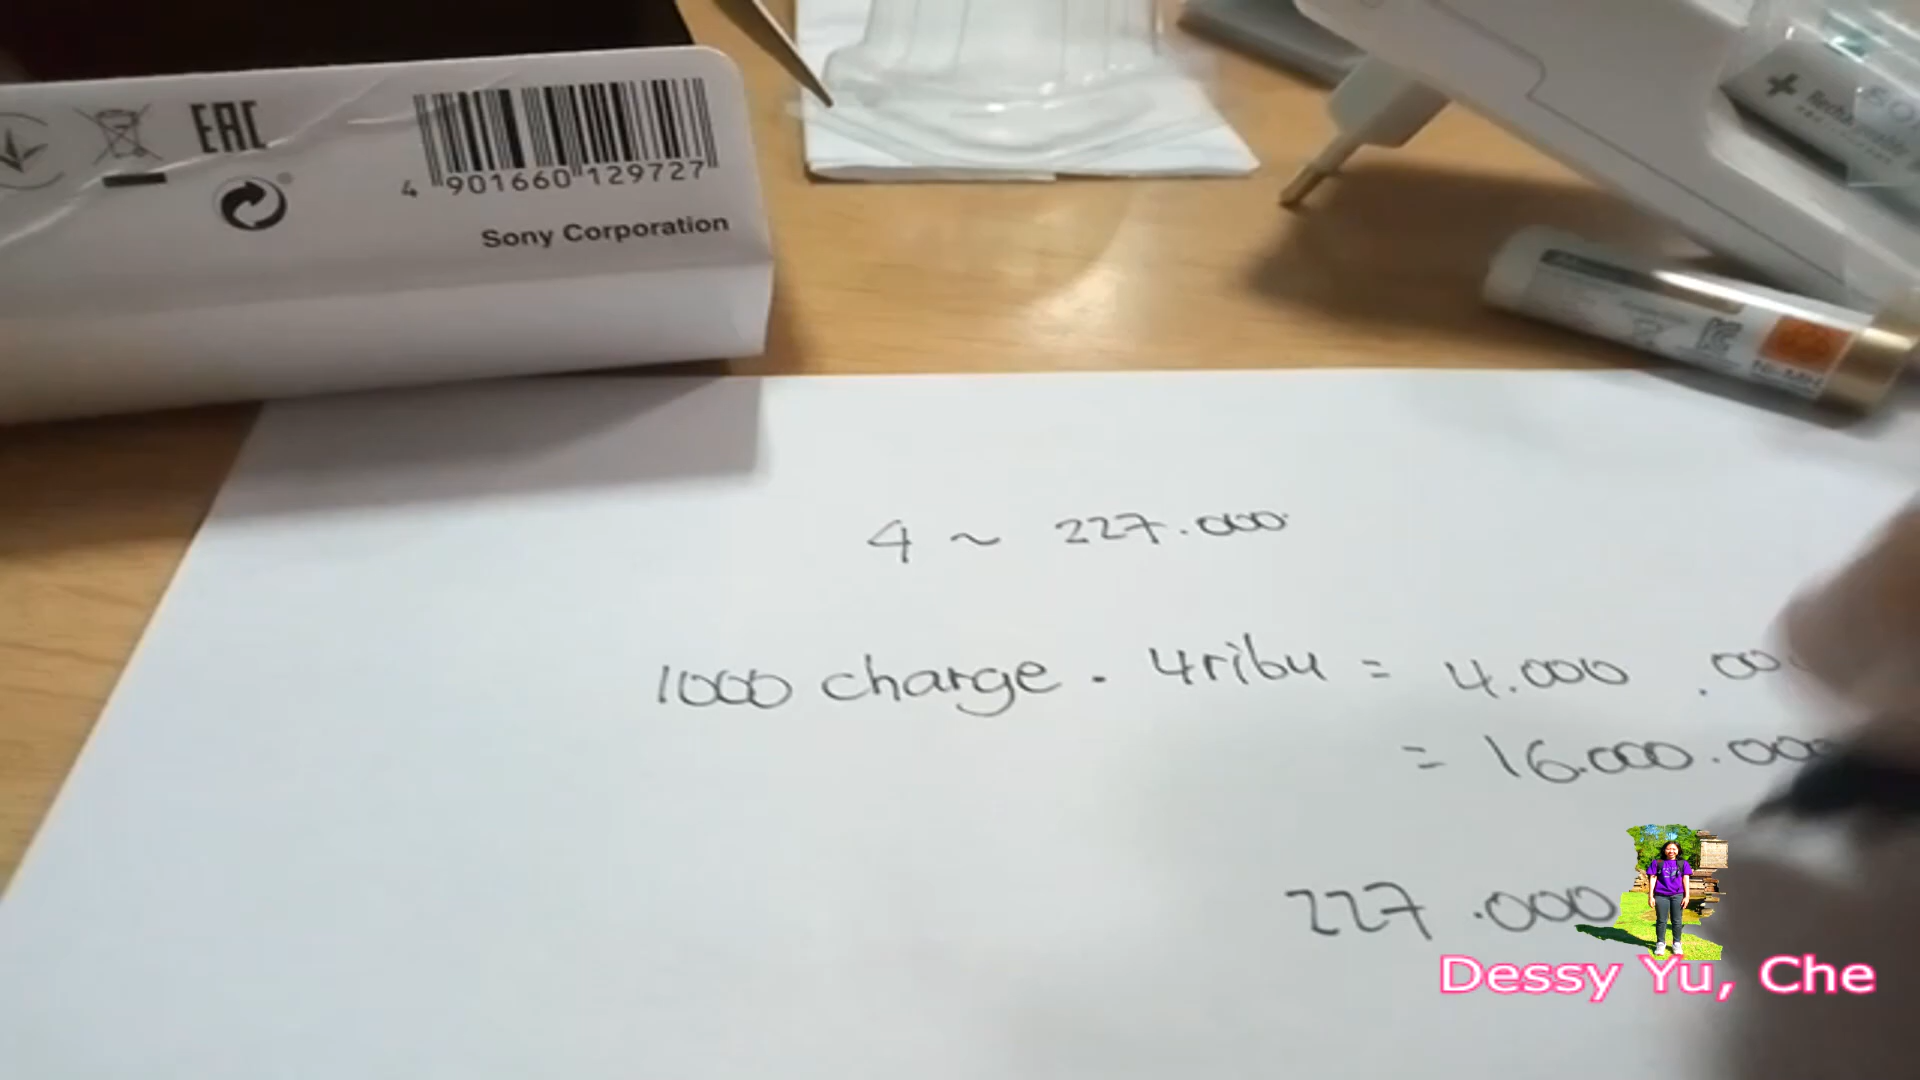 EAC
4 901660 129727
Sony Corporation
4 ~ 227.000
1000 charge . 4ribu = 4.000 .00
= 16.000.000
227.000
Dessy Yu, Che